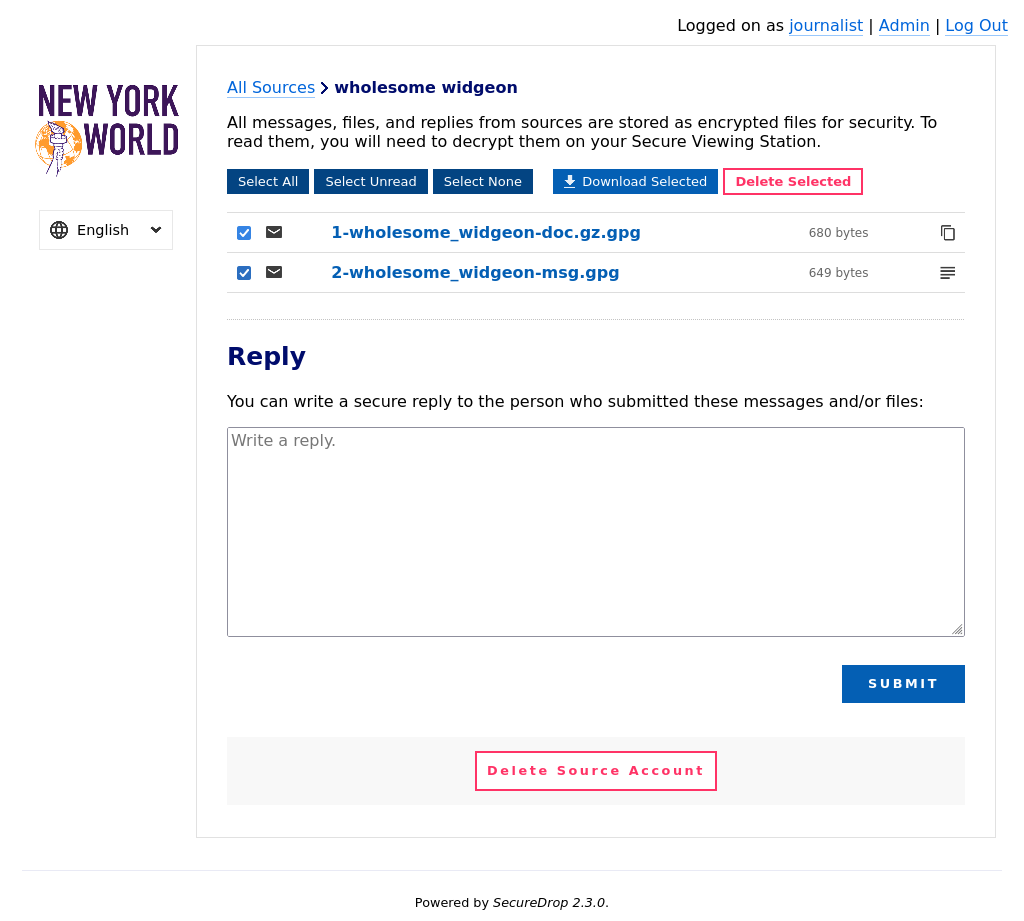 Logged on as journalist | Admin | Log Out
NEW YORK
WORLD
English
All Sources > wholesome widgeon
All messages, files, and replies from sources are stored as encrypted files for security. To
read them, you will need to decrypt them on your Secure Viewing Station.
Select All Select Unread Select None Download Selected Delete Selected
1-wholesome_widgeon-doc.gz.gpg 680 bytes
2-wholesome_widgeon-msg.gpg 649 bytes
Reply
You can write a secure reply to the person who submitted these messages and/or files:
Write a reply.
SUBMIT
Delete Source Account
Powered by SecureDrop 2.3.0.